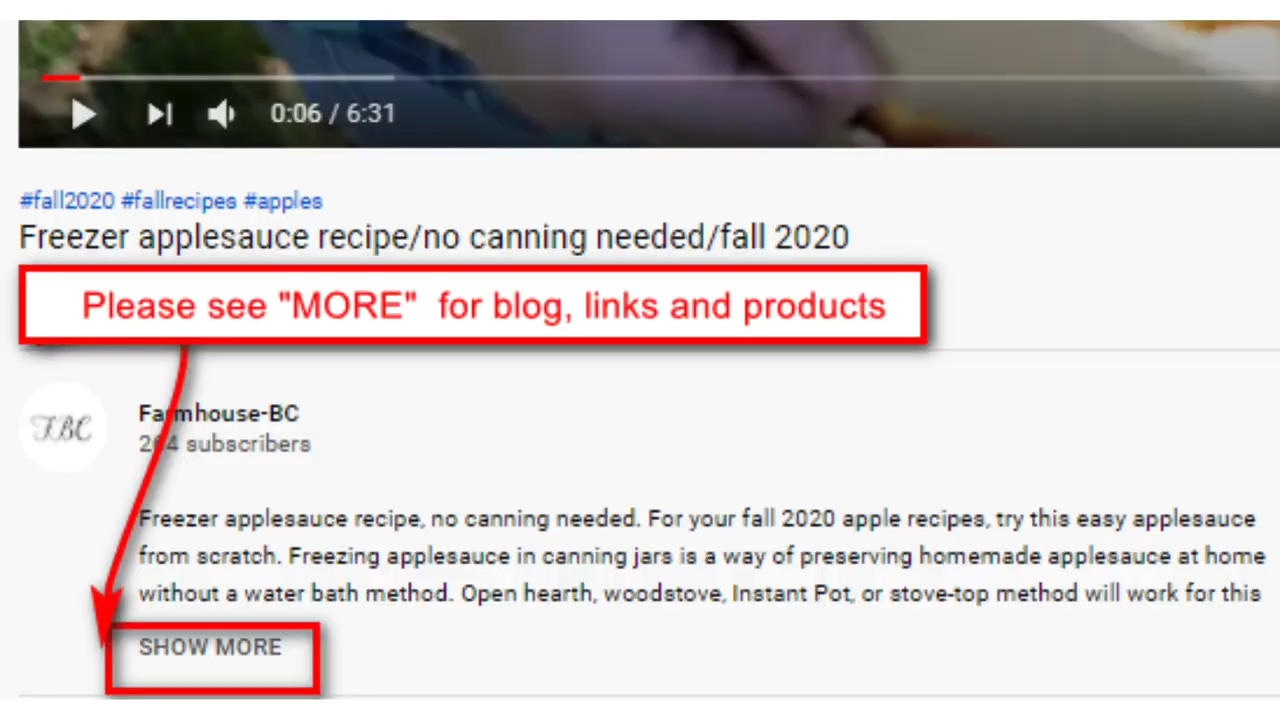 0:06 / 6:31
#fall2020 #fallrecipes #apples
Freezer applesauce recipe/no canning needed/fall 2020
Please see "MORE" for blog, links and products
FBC
Farmhouse-BC
264 subscribers
Freezer applesauce recipe, no canning needed. For your fall 2020 apple recipes, try this easy applesauce
from scratch. Freezing applesauce in canning jars is a way of preserving homemade applesauce at home
without a water bath method. Open hearth, woodstove, Instant Pot, or stove-top method will work for this
SHOW MORE